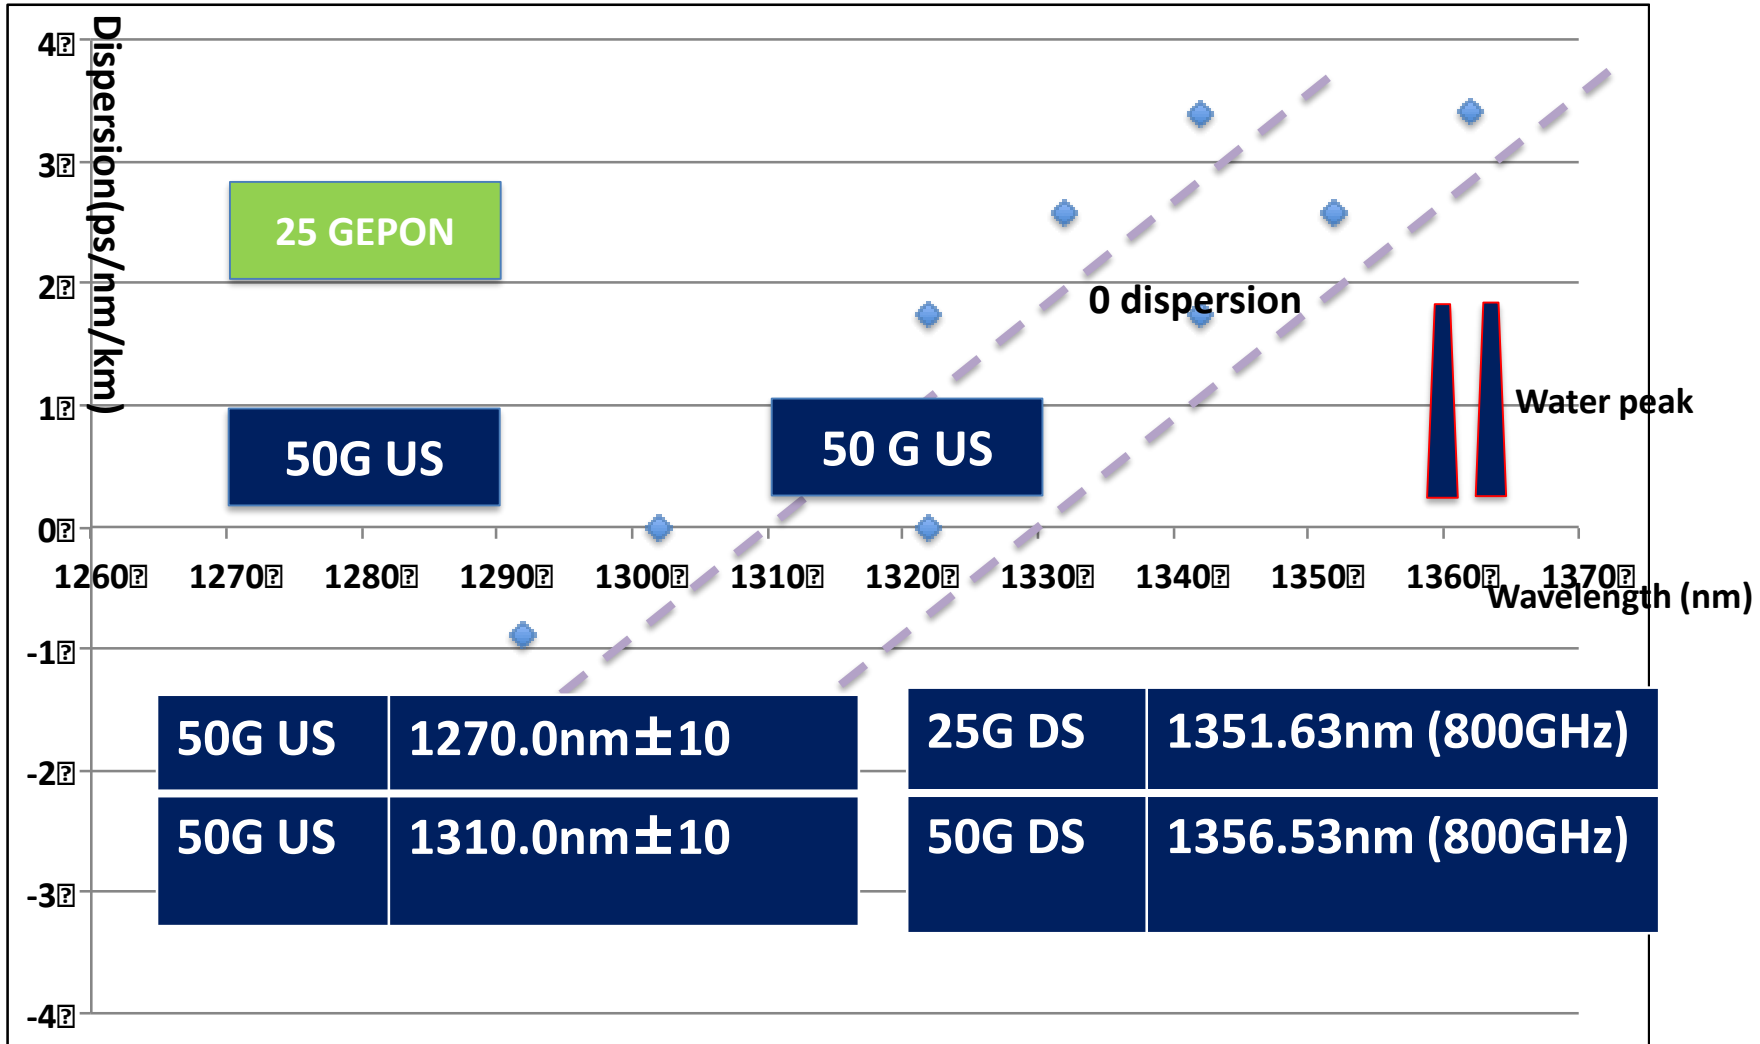 Dispersion(ps/nm/km)
4
3
2
1
0
-1
-2
-3
-4
25 GEPON
0 dispersion
50G US
50 G US
Water peak
1260 1270 1280 1290 1300 1310 1320 1330 1340 1350 1360 1370
Wavelength (nm)
50G US 1270.0nm±10
50G US 1310.0nm±10
25G DS 1351.63nm (800GHz)
50G DS 1356.53nm (800GHz)